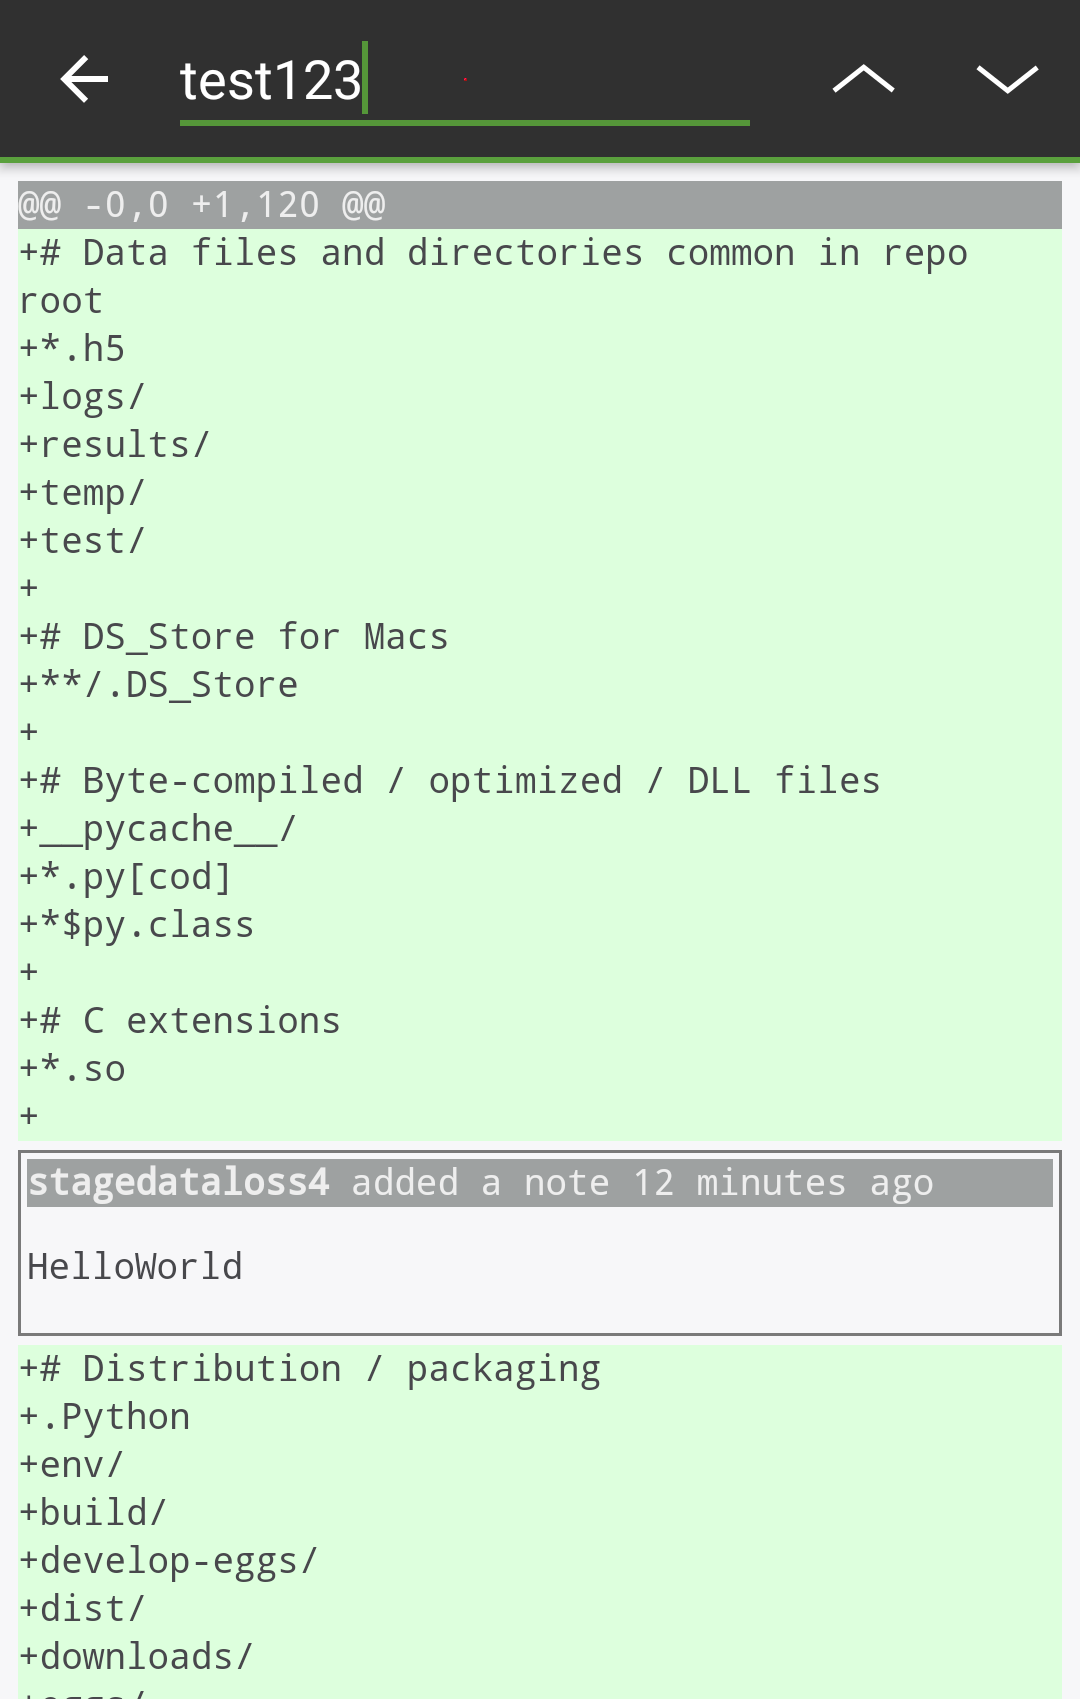 test123
@@ -0,0 +1,120 @@
+# Data files and directories common in repo
root
+*.h5
+logs/
+results/
+temp/
+test/
+
+# DS_Store for Macs
+**/.DS_Store
+
+# Byte-compiled / optimized / DLL files
+__pycache__/
+*.py[cod]
+*$py.class
+
+# C extensions
+*.so
+
stagedataloss4 added a note 12 minutes ago
HelloWorld
+# Distribution / packaging
+.Python
+env/
+build/
+develop-eggs/
+dist/
+downloads/